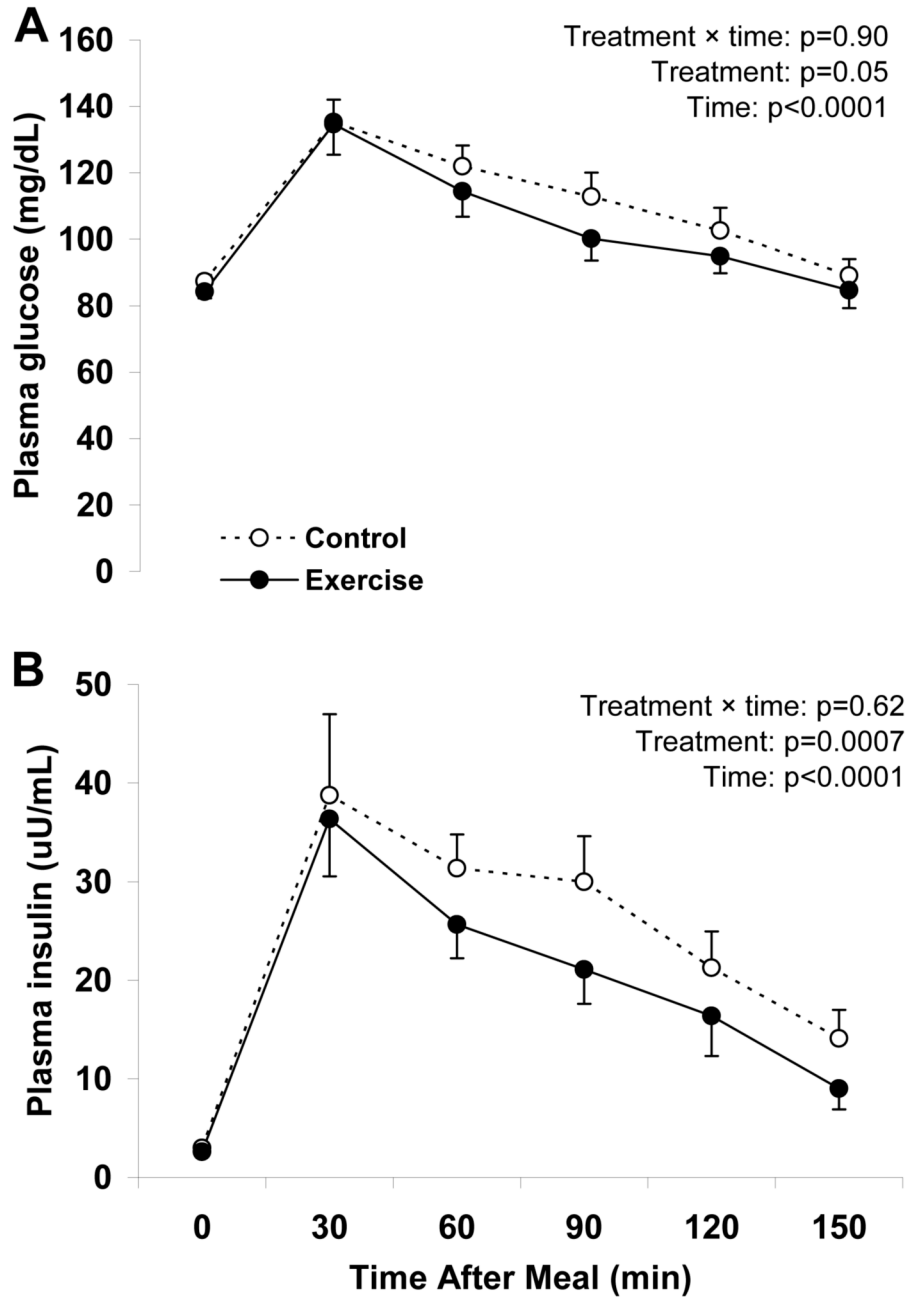 A
160
Treatment × time: p=0.90
140
Treatment: p=0.05
Time: p<0.0001
120
100
80
60
40
20
0
Plasma glucose (mg/dL)
Control
Exercise
B
50
Treatment × time: p=0.62
Treatment: p=0.0007
Time: p<0.0001
40
30
20
10
0
Plasma insulin (uU/mL)
0 30 60 90 120 150
Time After Meal (min)